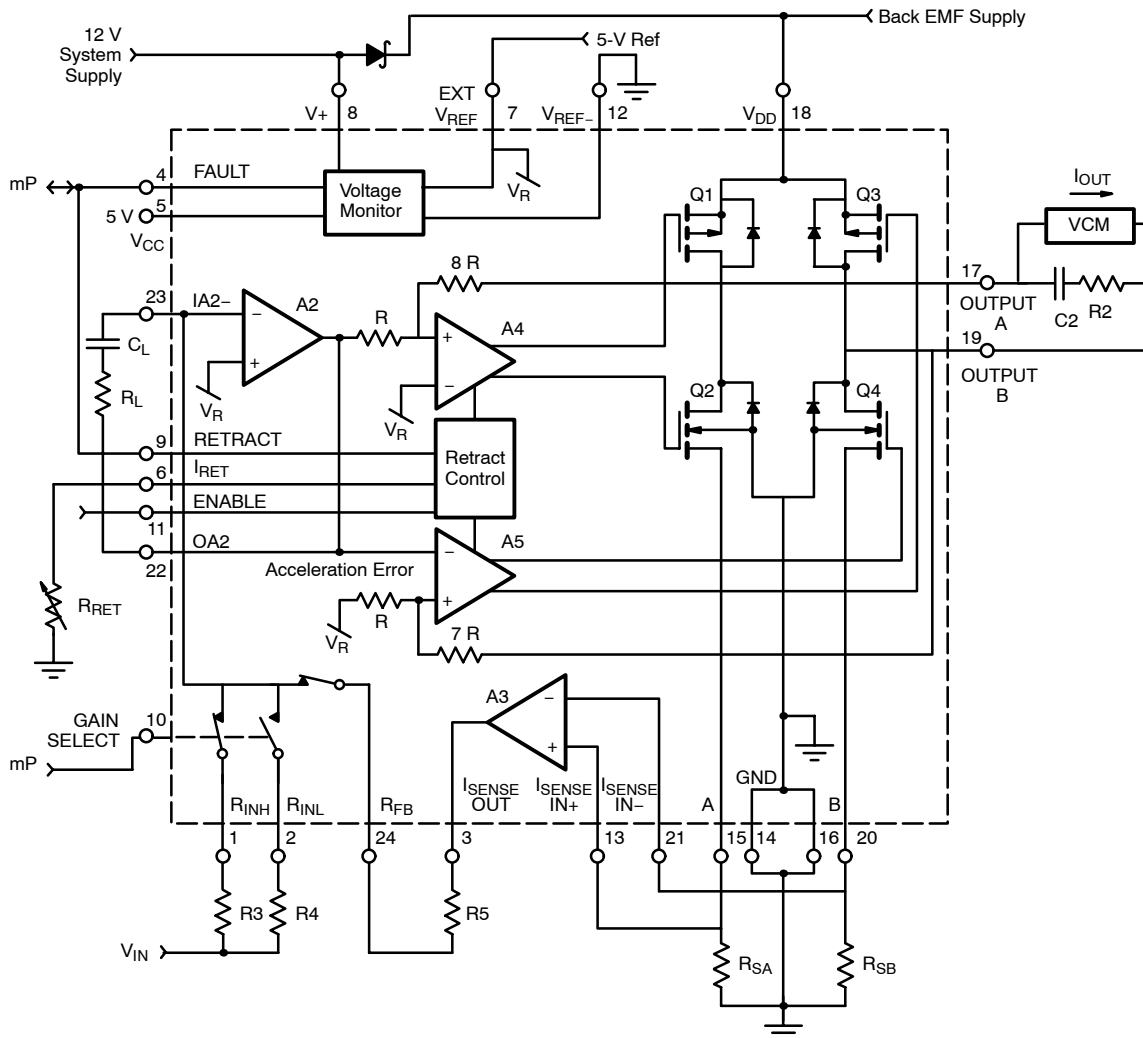 12 V
System
Supply
Back EMF Supply
5-V Ref
EXT
V+ 8 VREF 7 VREF− 12 VDD 18
mP 4 FAULT
5 V 5
VCC
Voltage
Monitor
VR
Q1 Q3
IOUT
VCM
17
OUTPUT
A
C2 R2
19
OUTPUT
B
8 R
23 IA2− − A2
+
VR
R
+ A4
−
VR
CL
RL
Q2 Q4
9 RETRACT
6 IRET
ENABLE
11
Retract
Control
OA2
22
− A5
+
Acceleration Error
RRET
VR R
7 R
A3 −
+
GAIN
SELECT 10
mP
RINH RINL RFB
ISENSE
OUT
ISENSE
IN+
ISENSE
IN−
A GND B
1 2 24 3 13 21 15 14 16 20
R3 R4 R5
VIN
RSA RSB